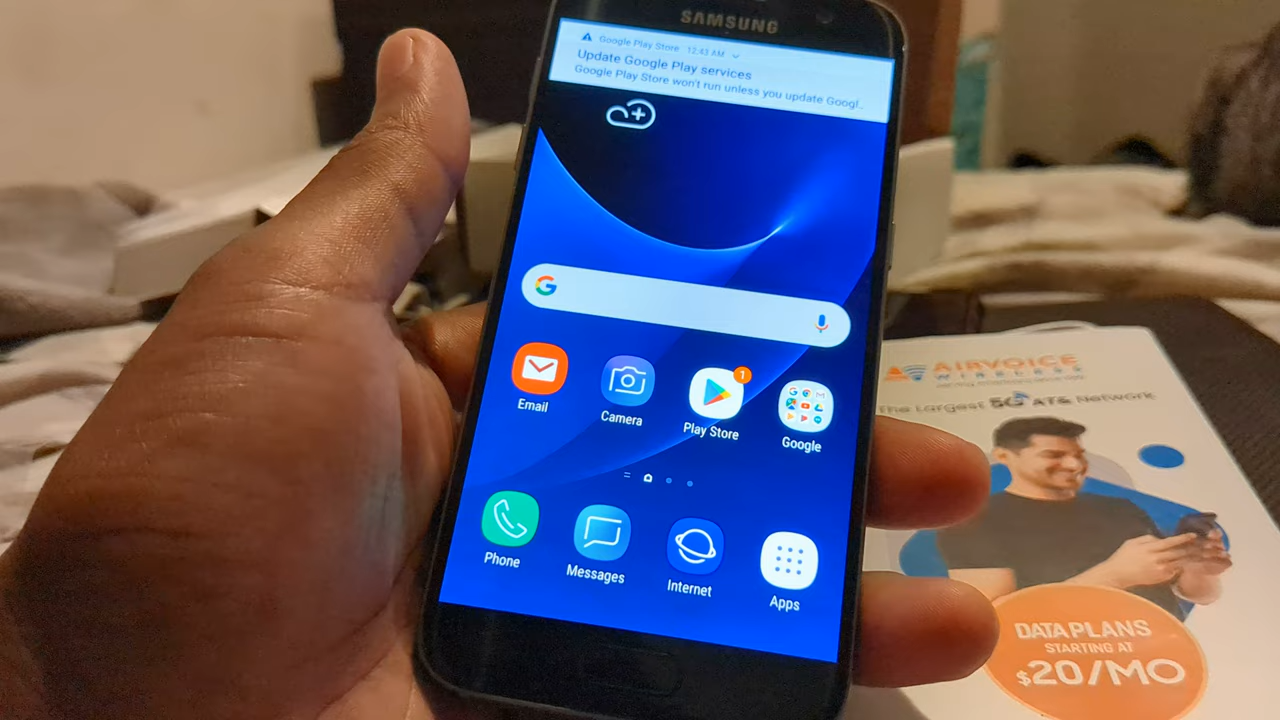 SAMSUNG
Google Play Store 12:43 AM
Update Google Play services
Google Play Store won't run unless you update Googl..
1
Email
Camera
Play Store
Google
Phone
Messages
Internet
Apps
AIRVOICE
WIRELESS
The Largest 5G AT& Network
DATA PLANS
STARTING AT
$20/MO